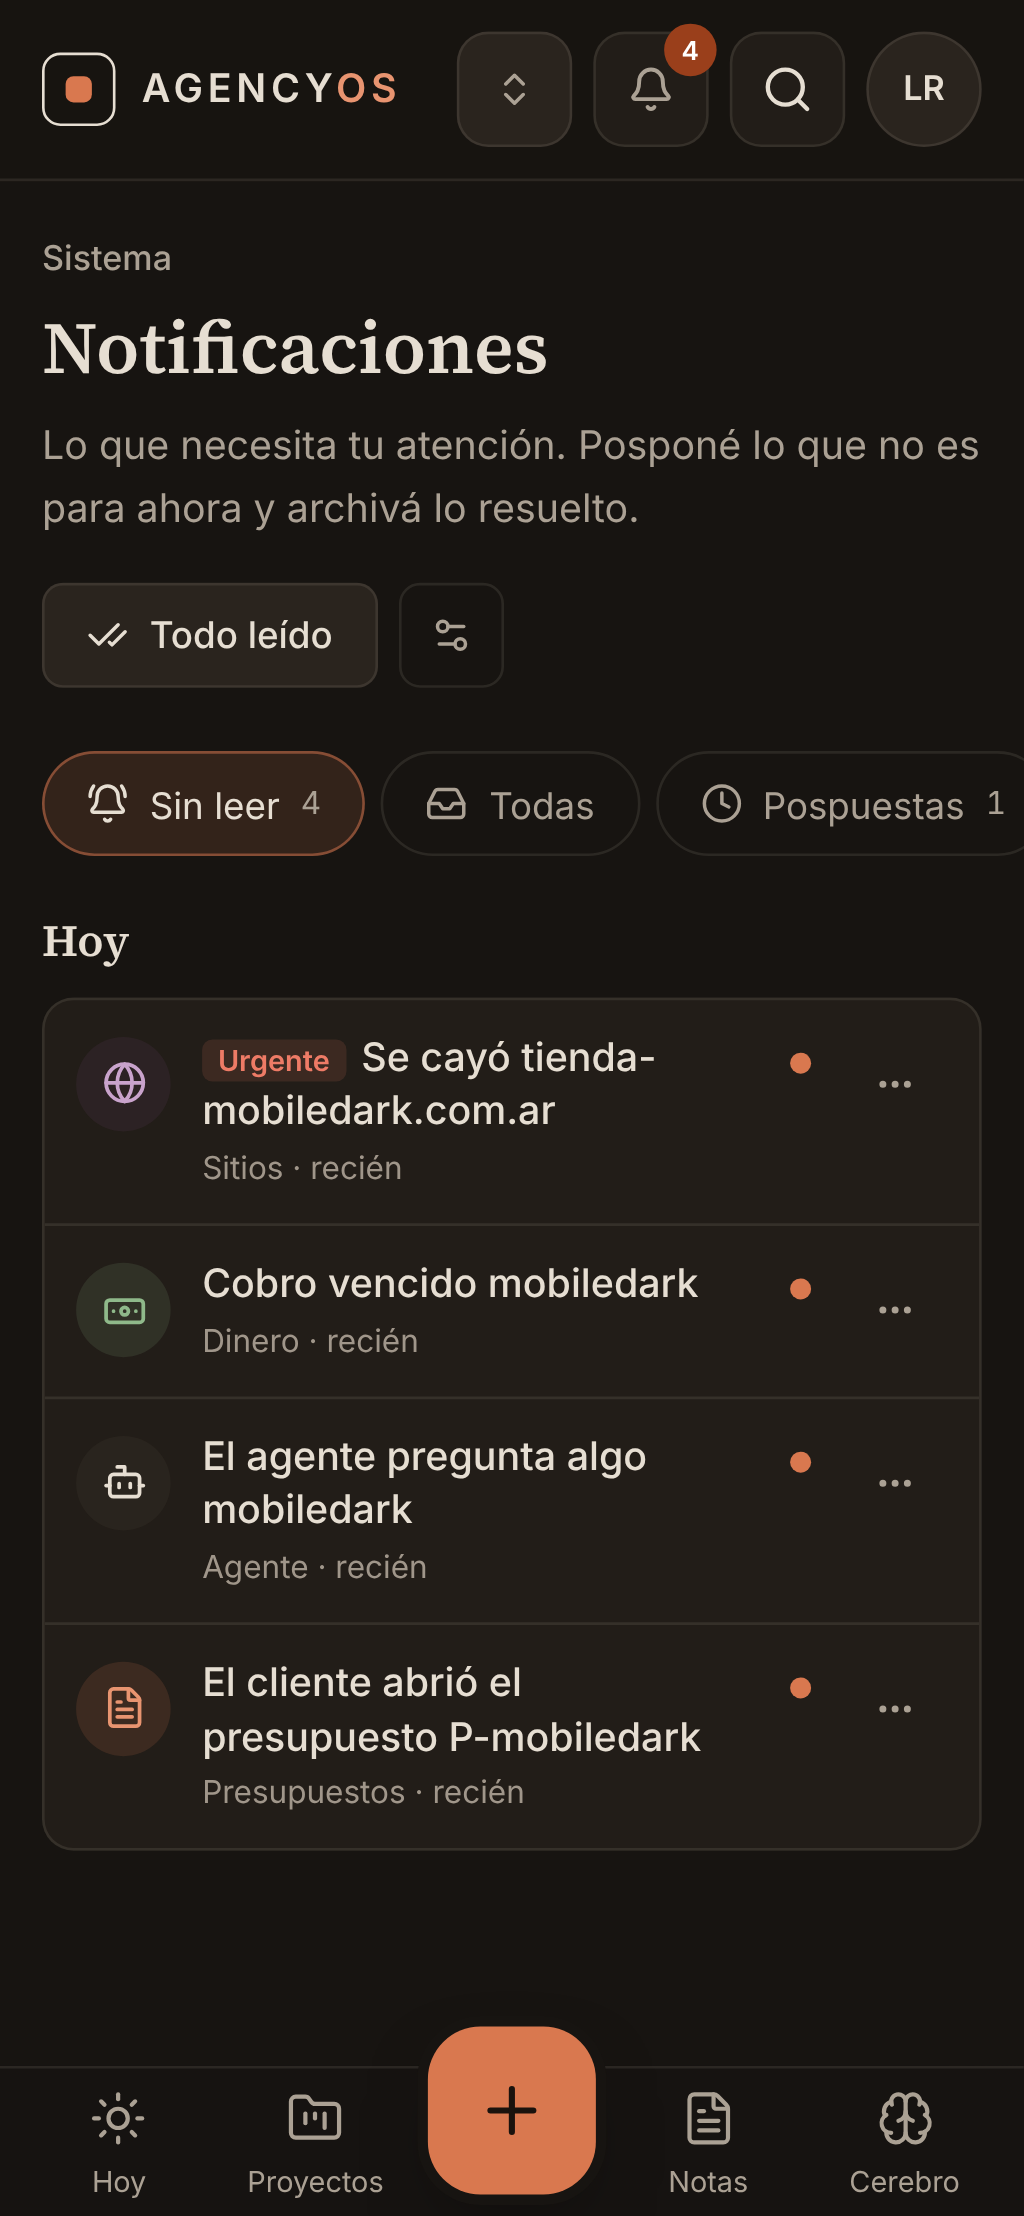 AGENCYOS
4
LR
Sistema
Notificaciones
Lo que necesita tu atención. Posponé lo que no es
para ahora y archivá lo resuelto.
Todo leído
Sin leer 4
Todas
Pospuestas 1
Hoy
Urgente Se cayó tienda-
mobiledark.com.ar
Sitios · recién
Cobro vencido mobiledark
Dinero · recién
El agente pregunta algo
mobiledark
Agente · recién
El cliente abrió el
presupuesto P-mobiledark
Presupuestos · recién
Hoy
Proyectos
Notas
Cerebro